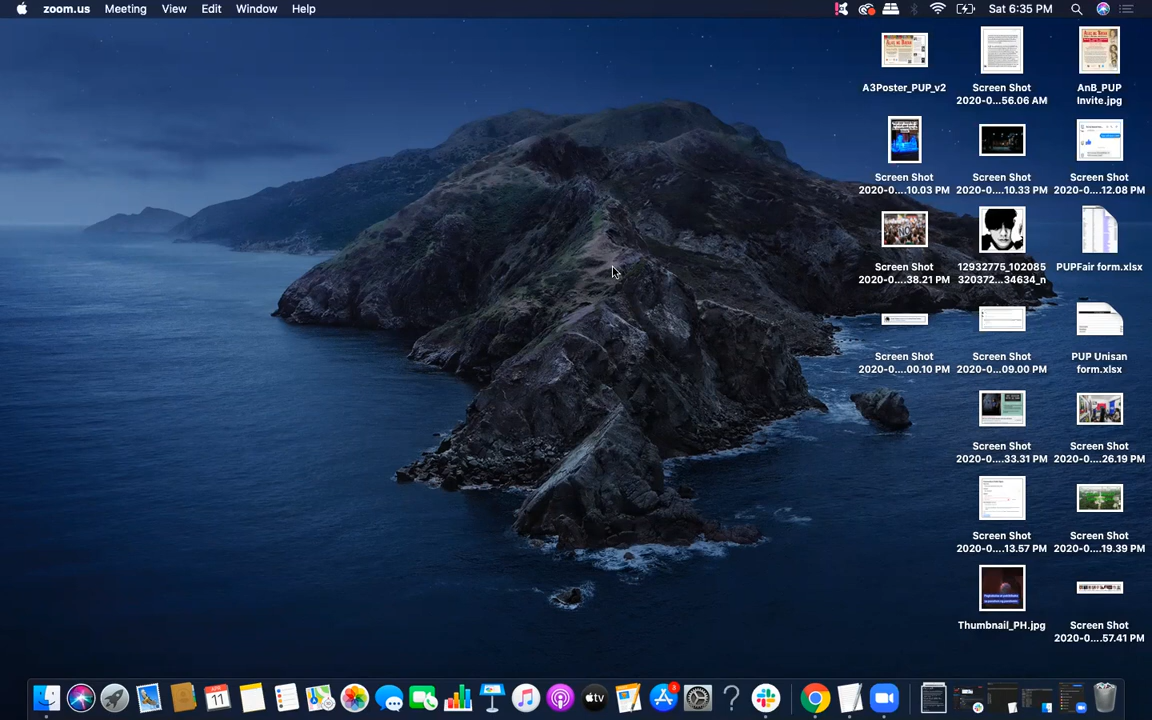 zoom.us Meeting View Edit Window Help Sat 6:35 PM
A3Poster_PUP_v2
Screen Shot
2020-0....56.06 AM
AnB_PUP
Invite.jpg
Screen Shot
2020-0....10.03 PM
Screen Shot
2020-0....10.33 PM
Screen Shot
2020-0....12.08 PM
Screen Shot
2020-0....38.21 PM
12932775_102085
320372...34634_n
PUPFair form.xlsx
Screen Shot
2020-0....00.10 PM
Screen Shot
2020-0....09.00 PM
PUP Unisan
form.xlsx
Screen Shot
2020-0....33.31 PM
Screen Shot
2020-0....26.19 PM
Screen Shot
2020-0....13.57 PM
Screen Shot
2020-0....19.39 PM
Thumbnail_PH.jpg
Screen Shot
2020-0....57.41 PM
APR
11
tv
3